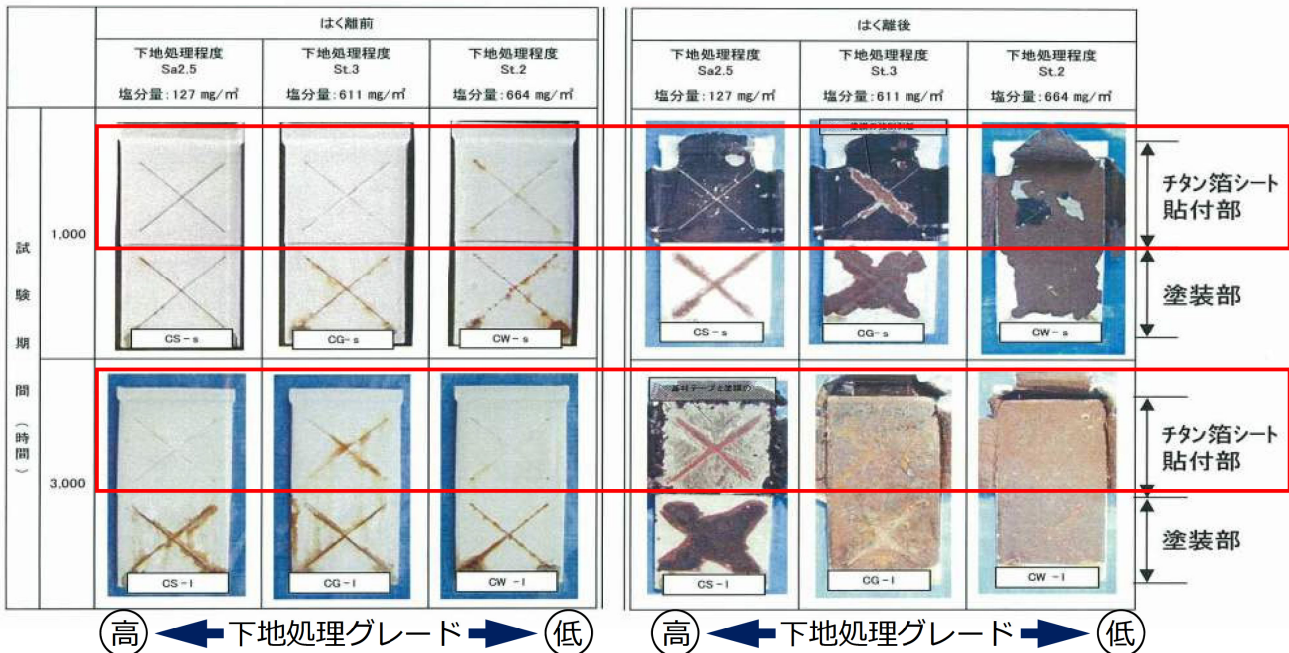 はく離前
はく離後
下地処理程度
Sa2.5
塩分量:127 mg/㎡
下地処理程度
St.3
塩分量:611 mg/㎡
下地処理程度
St.2
塩分量:664 mg/㎡
下地処理程度
Sa2.5
塩分量:127 mg/㎡
下地処理程度
St.3
塩分量:611 mg/㎡
下地処理程度
St.2
塩分量:664 mg/㎡
試験期間(時間)
1,000
チタン箔シート
貼付部
塗装部
CS-s
CG-s
CW-s
CS-s
CG-s
CW-s
3,000
チタン箔シート
貼付部
塗装部
CS-l
CG-l
CW-l
CS-l
CG-l
CW-l
高
下地処理グレード
低
高
下地処理グレード
低